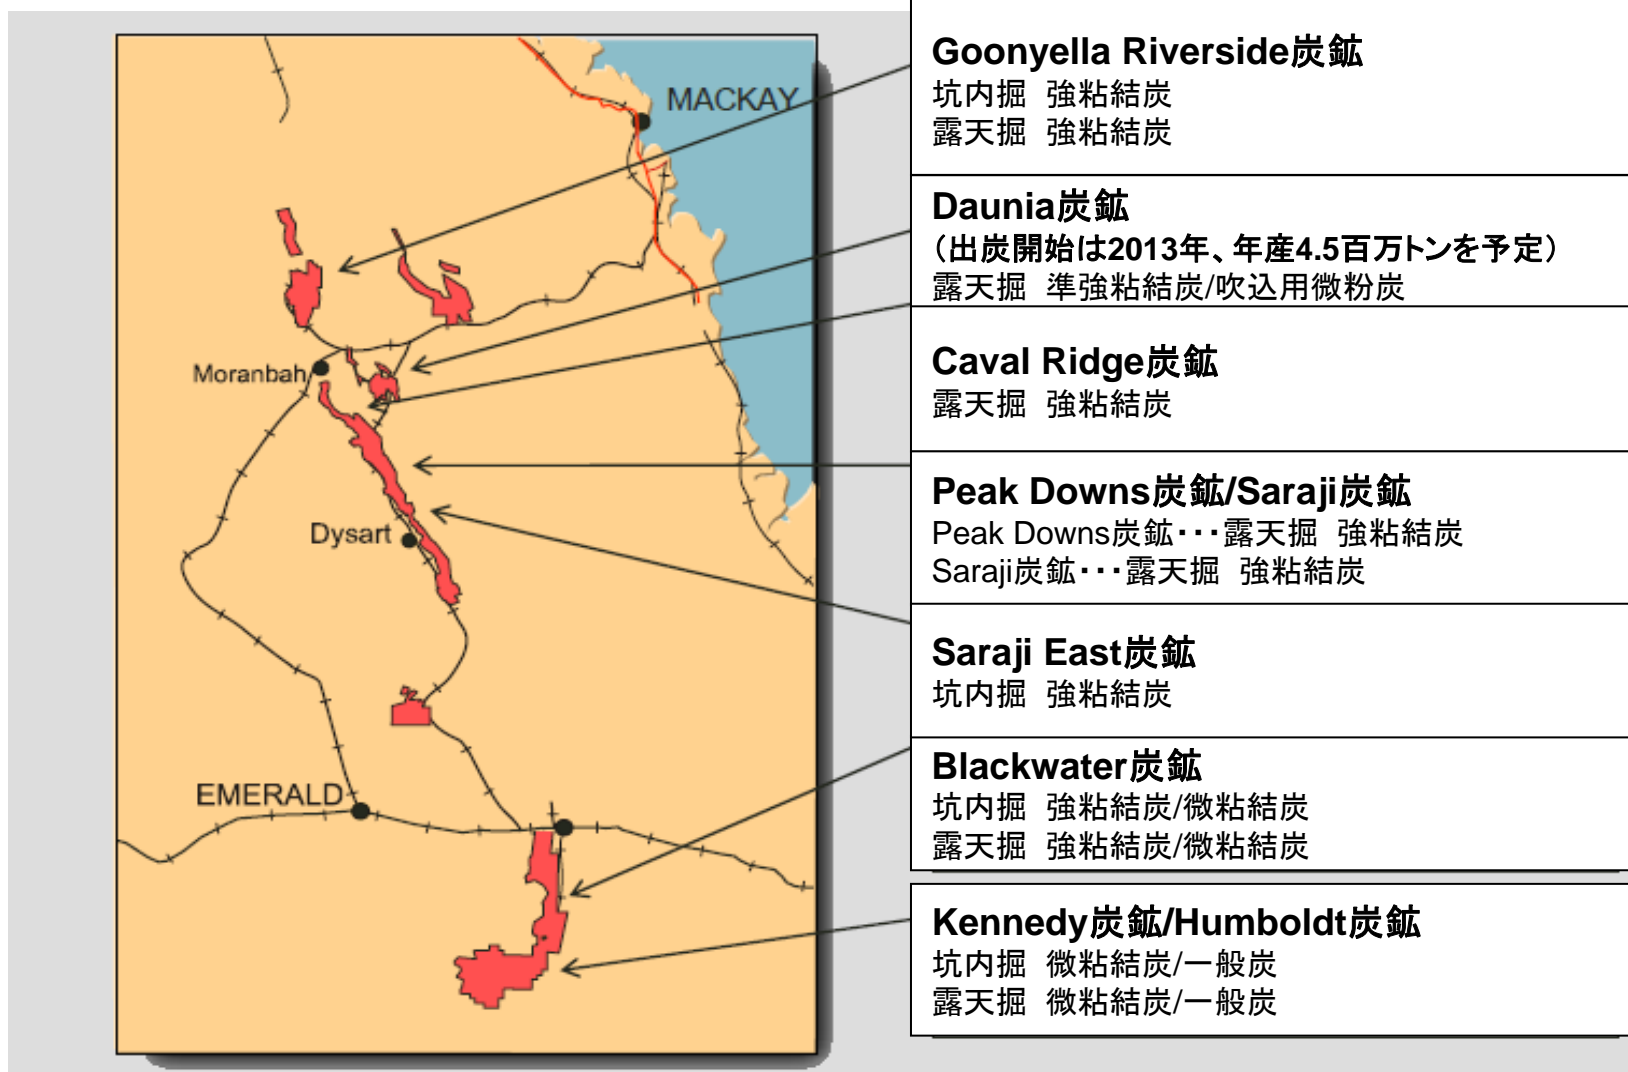 MACKAY
Moranbah
Dysart
EMERALD
Goonyella Riverside炭鉱
坑内掘 強粘結炭
露天掘 強粘結炭
Daunia炭鉱
（出炭開始は2013年、年産4.5百万トンを予定）
露天掘 準強粘結炭/吹込用微粉炭
Caval Ridge炭鉱
露天掘 強粘結炭
Peak Downs炭鉱/Saraji炭鉱
Peak Downs炭鉱・・・露天掘 強粘結炭
Saraji炭鉱・・・露天掘 強粘結炭
Saraji East炭鉱
坑内掘 強粘結炭
Blackwater炭鉱
坑内掘 強粘結炭/微粘結炭
露天掘 強粘結炭/微粘結炭
Kennedy炭鉱/Humboldt炭鉱
坑内掘 微粘結炭/一般炭
露天掘 微粘結炭/一般炭